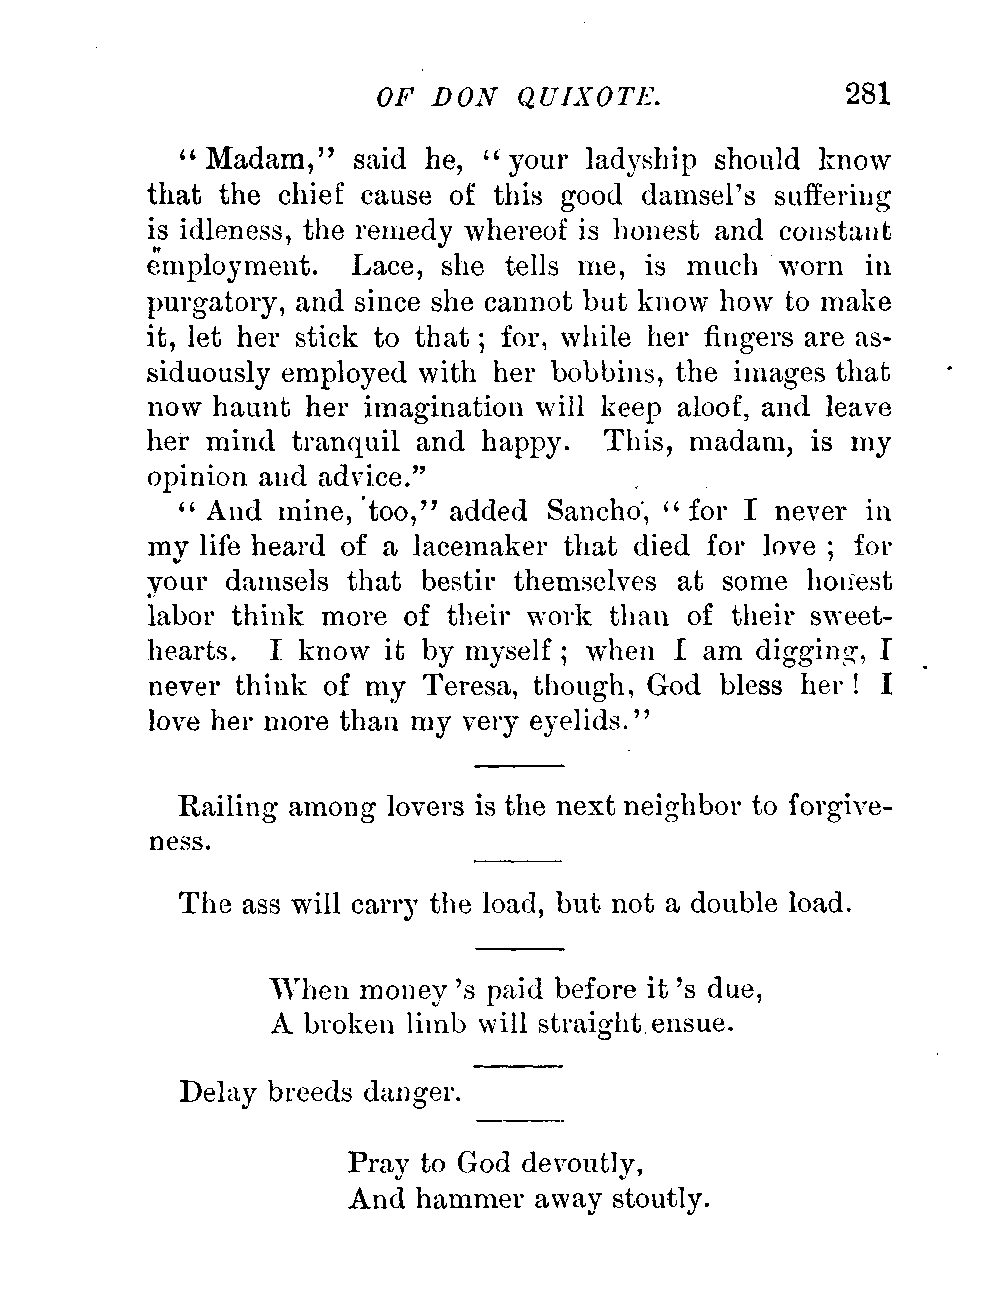 OF DON QUIXOTE. 281
“ Madam,” said he, “ your ladyship should know
that the chief cause of this good damsel's suffering
is idleness, the remedy whereof is honest and constant
employment. Lace, she tells me, is much worn in
purgatory, and since she cannot but know how to make
it, let her stick to that ; for, while her fingers are as-
siduously employed with her bobbins, the images that
now haunt her imagination will keep aloof, and leave
her mind tranquil and happy. This, madam, is my
opinion and advice.”
“ And mine, too,” added Sancho, “ for I never in
my life heard of a lacemaker that died for love ; for
your damsels that bestir themselves at some honest
labor think more of their work than of their sweet-
hearts. I know it by myself ; when I am digging, I
never think of my Teresa, though, God bless her ! I
love her more than my very eyelids.”
Railing among lovers is the next neighbor to forgive-
ness.
The ass will carry the load, but not a double load.
When money 's paid before it 's due,
A broken limb will straight ensue.
Delay breeds danger.
Pray to God devoutly,
And hammer away stoutly.